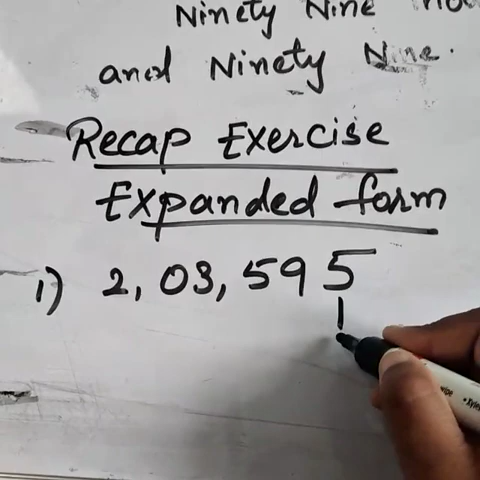 Ninety Nine
and Ninety Nine.
Recap Exercise
Expanded form
1) 2, 03, 595